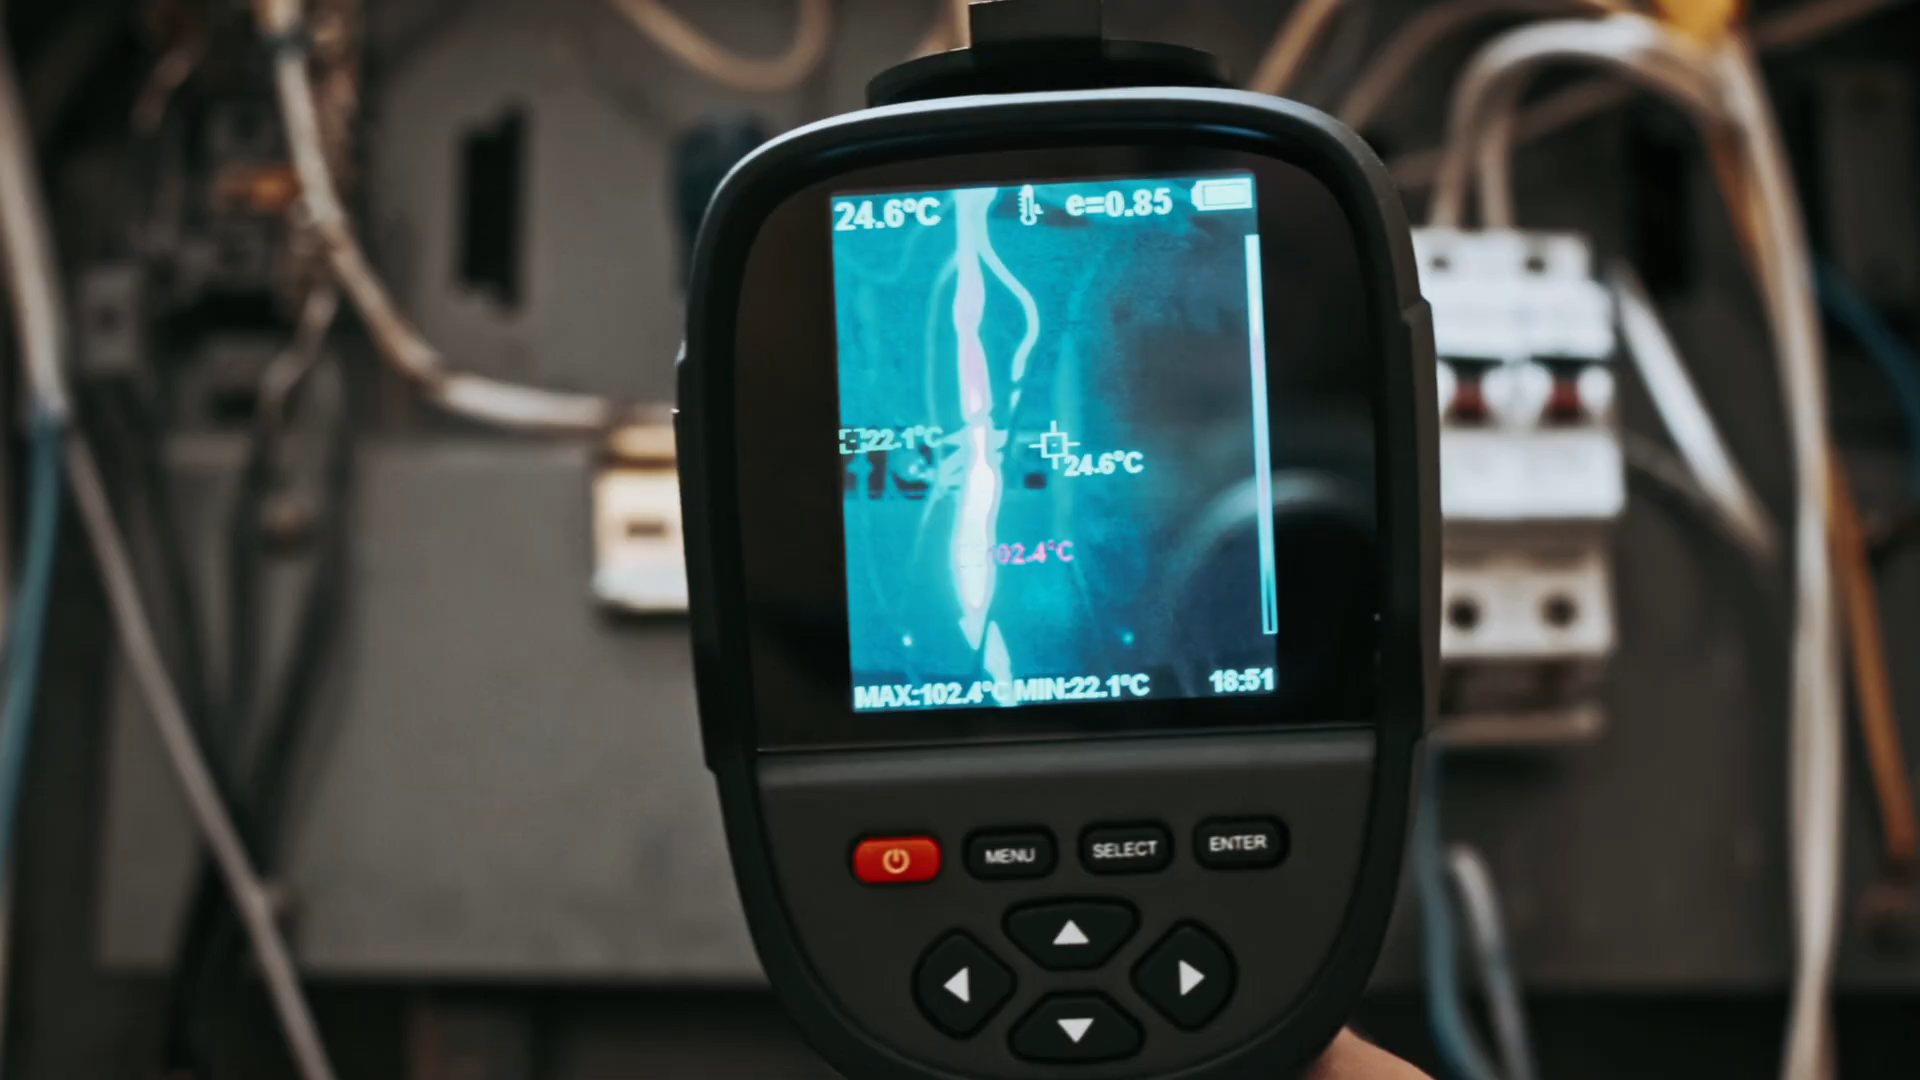 24.6°C e=0.85
22.1°C
24.6°C
102.4°C
MAX:102.4°C MIN:22.1°C 18:51
MENU SELECT ENTER